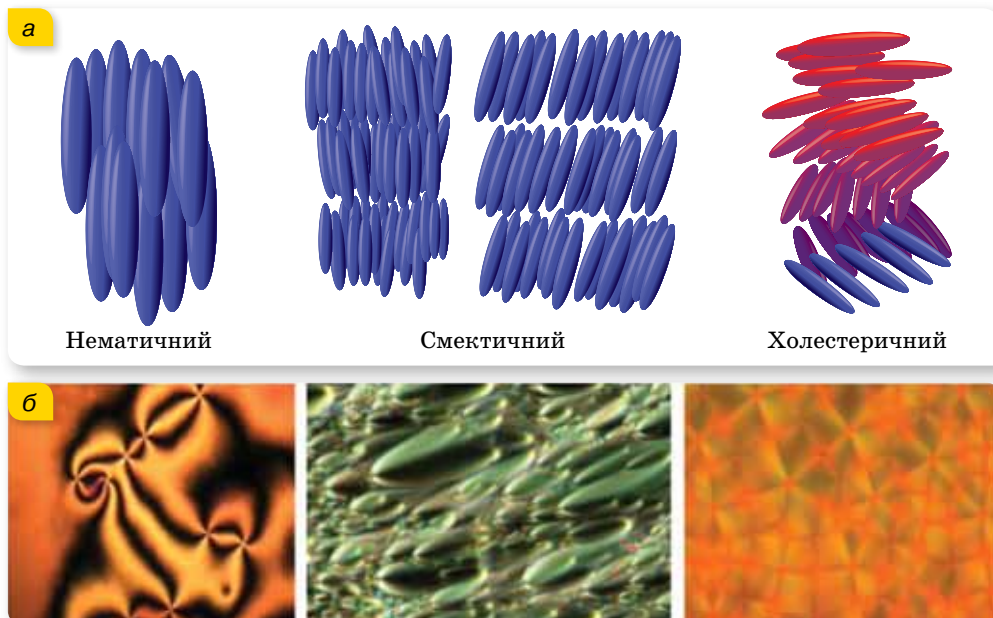 а
Нематичний
Смектичний
Холестеричний
б